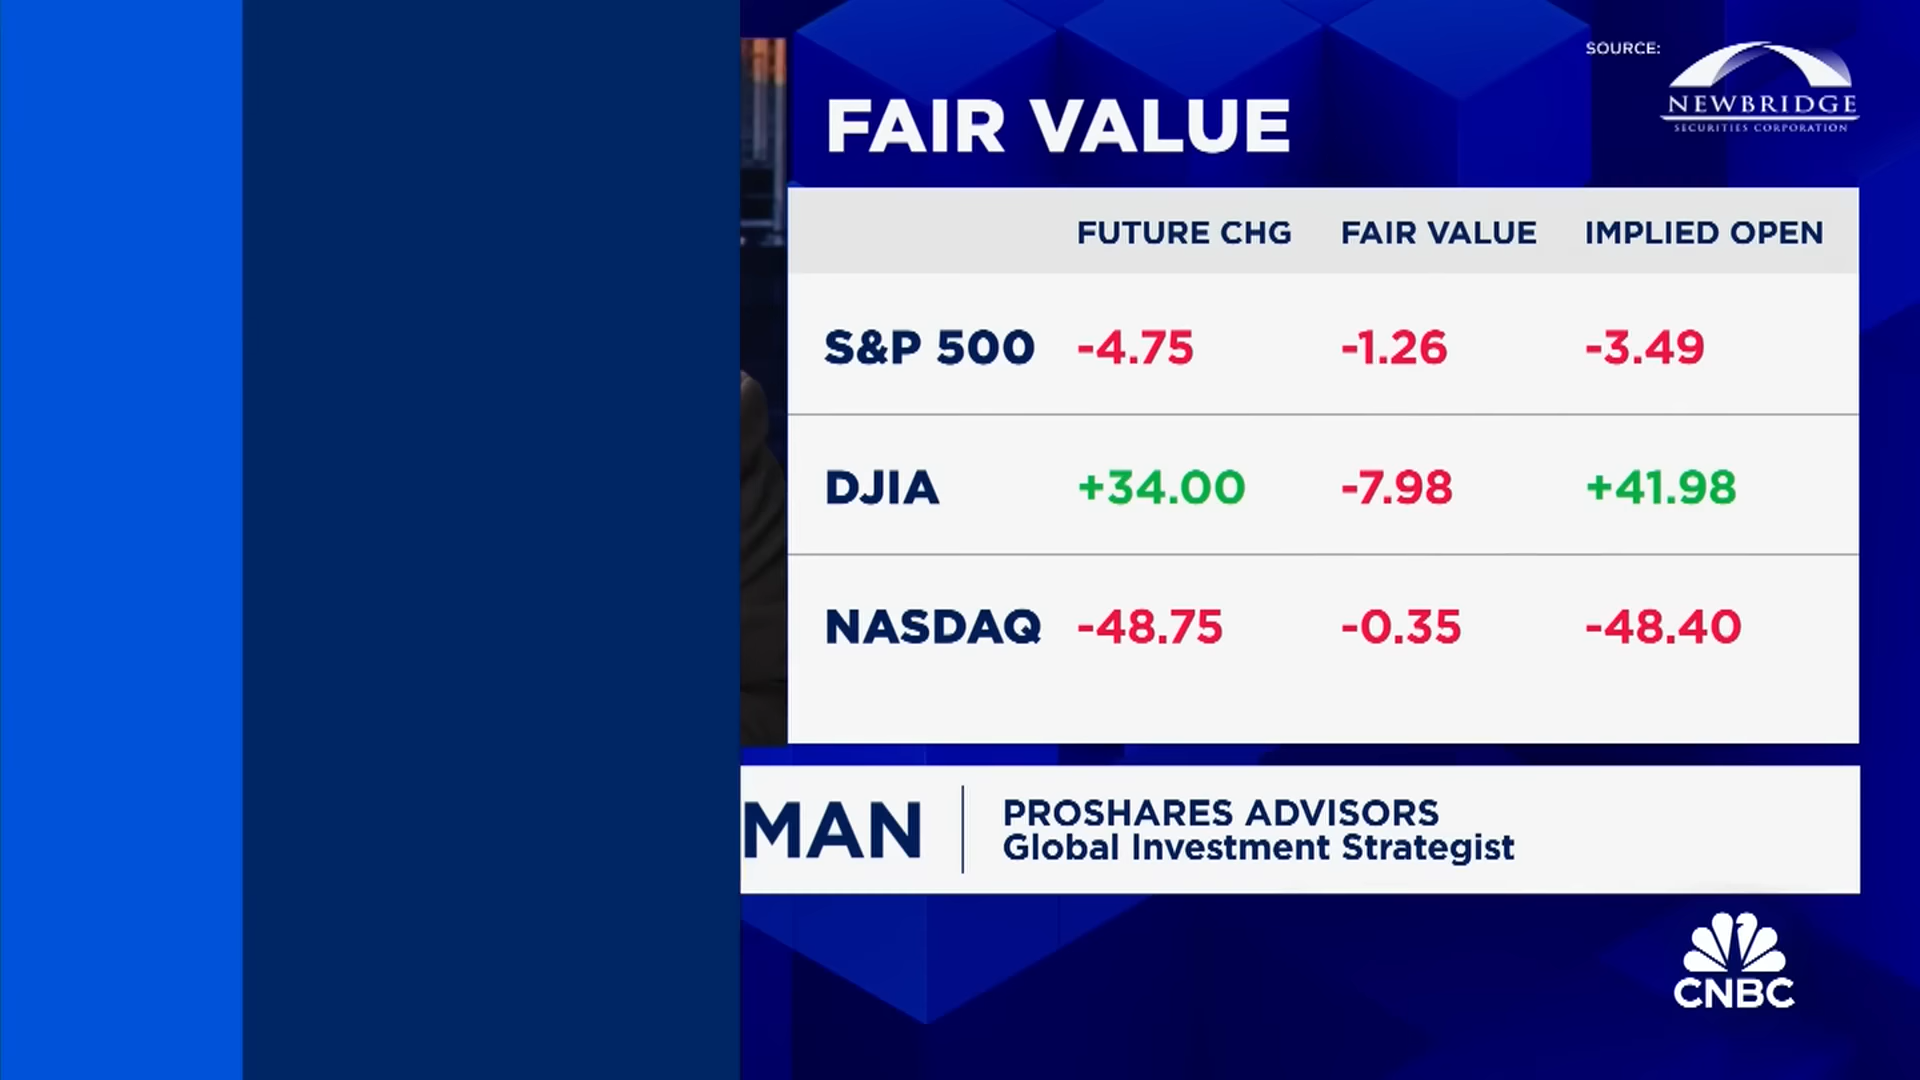 SOURCE:
NEWBRIDGE
SECURITIES CORPORATION
FAIR VALUE
FUTURE CHG FAIR VALUE IMPLIED OPEN
S&P 500 -4.75 -1.26 -3.49
DJIA +34.00 -7.98 +41.98
NASDAQ -48.75 -0.35 -48.40
MAN
PROSHARES ADVISORS
Global Investment Strategist
CNBC